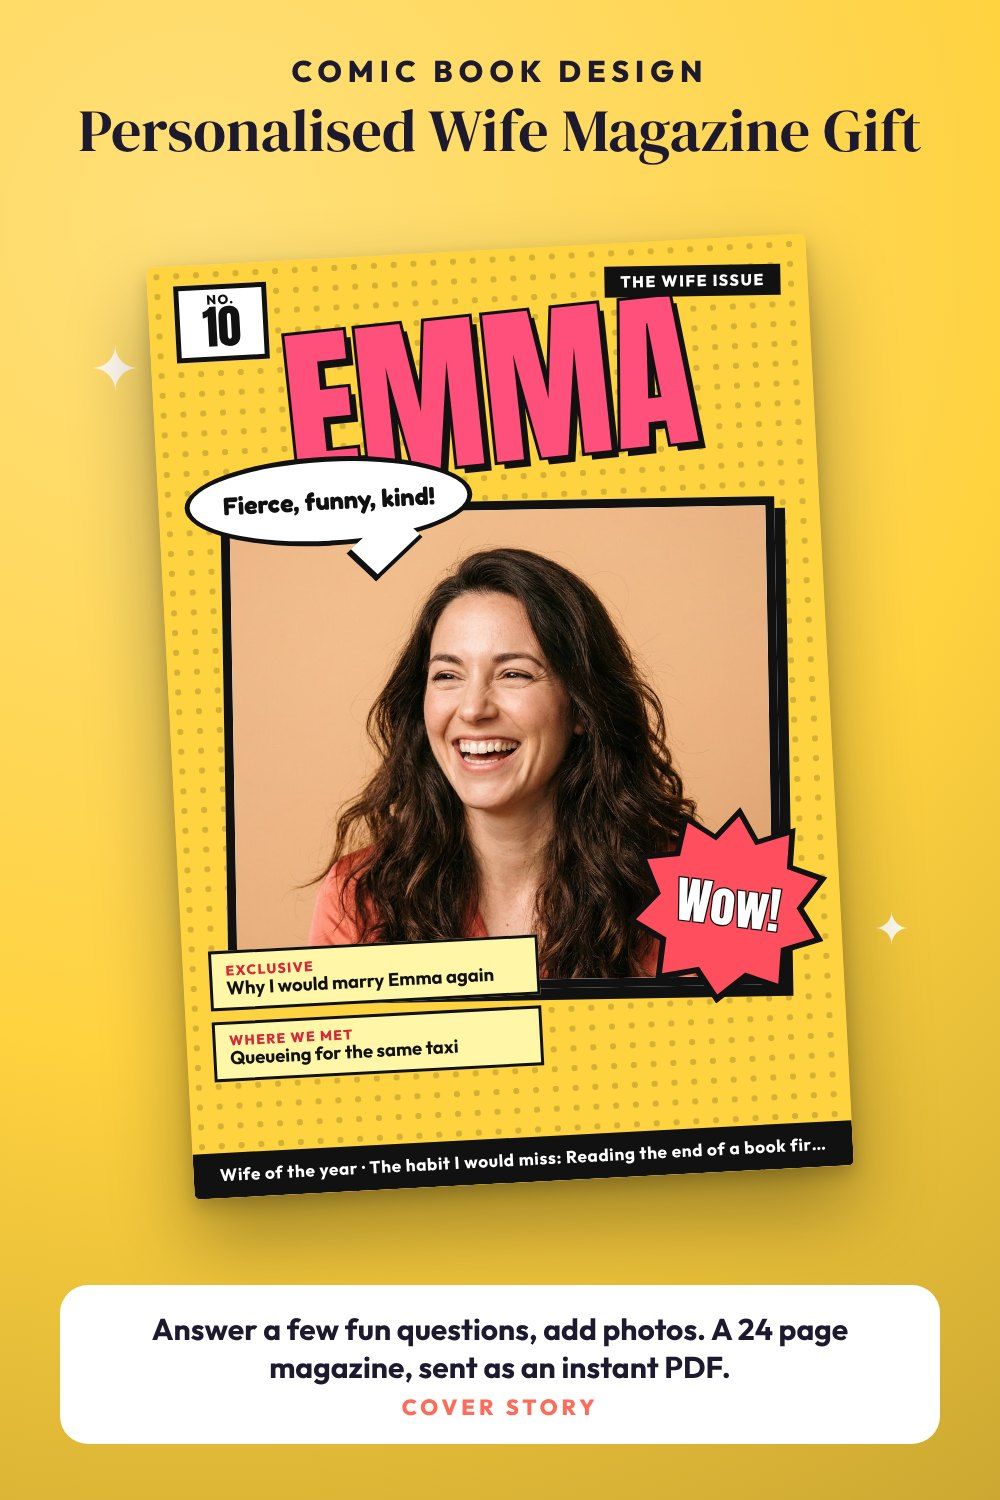 COMIC BOOK DESIGN
Personalised Wife Magazine Gift
NO.
10
THE WIFE ISSUE
EMMA
Fierce, funny, kind!
Wow!
EXCLUSIVE
Why I would marry Emma again
WHERE WE MET
Queueing for the same taxi
Wife of the year · The habit I would miss: Reading the end of a book fir...
Answer a few fun questions, add photos. A 24 page
magazine, sent as an instant PDF.
COVER STORY